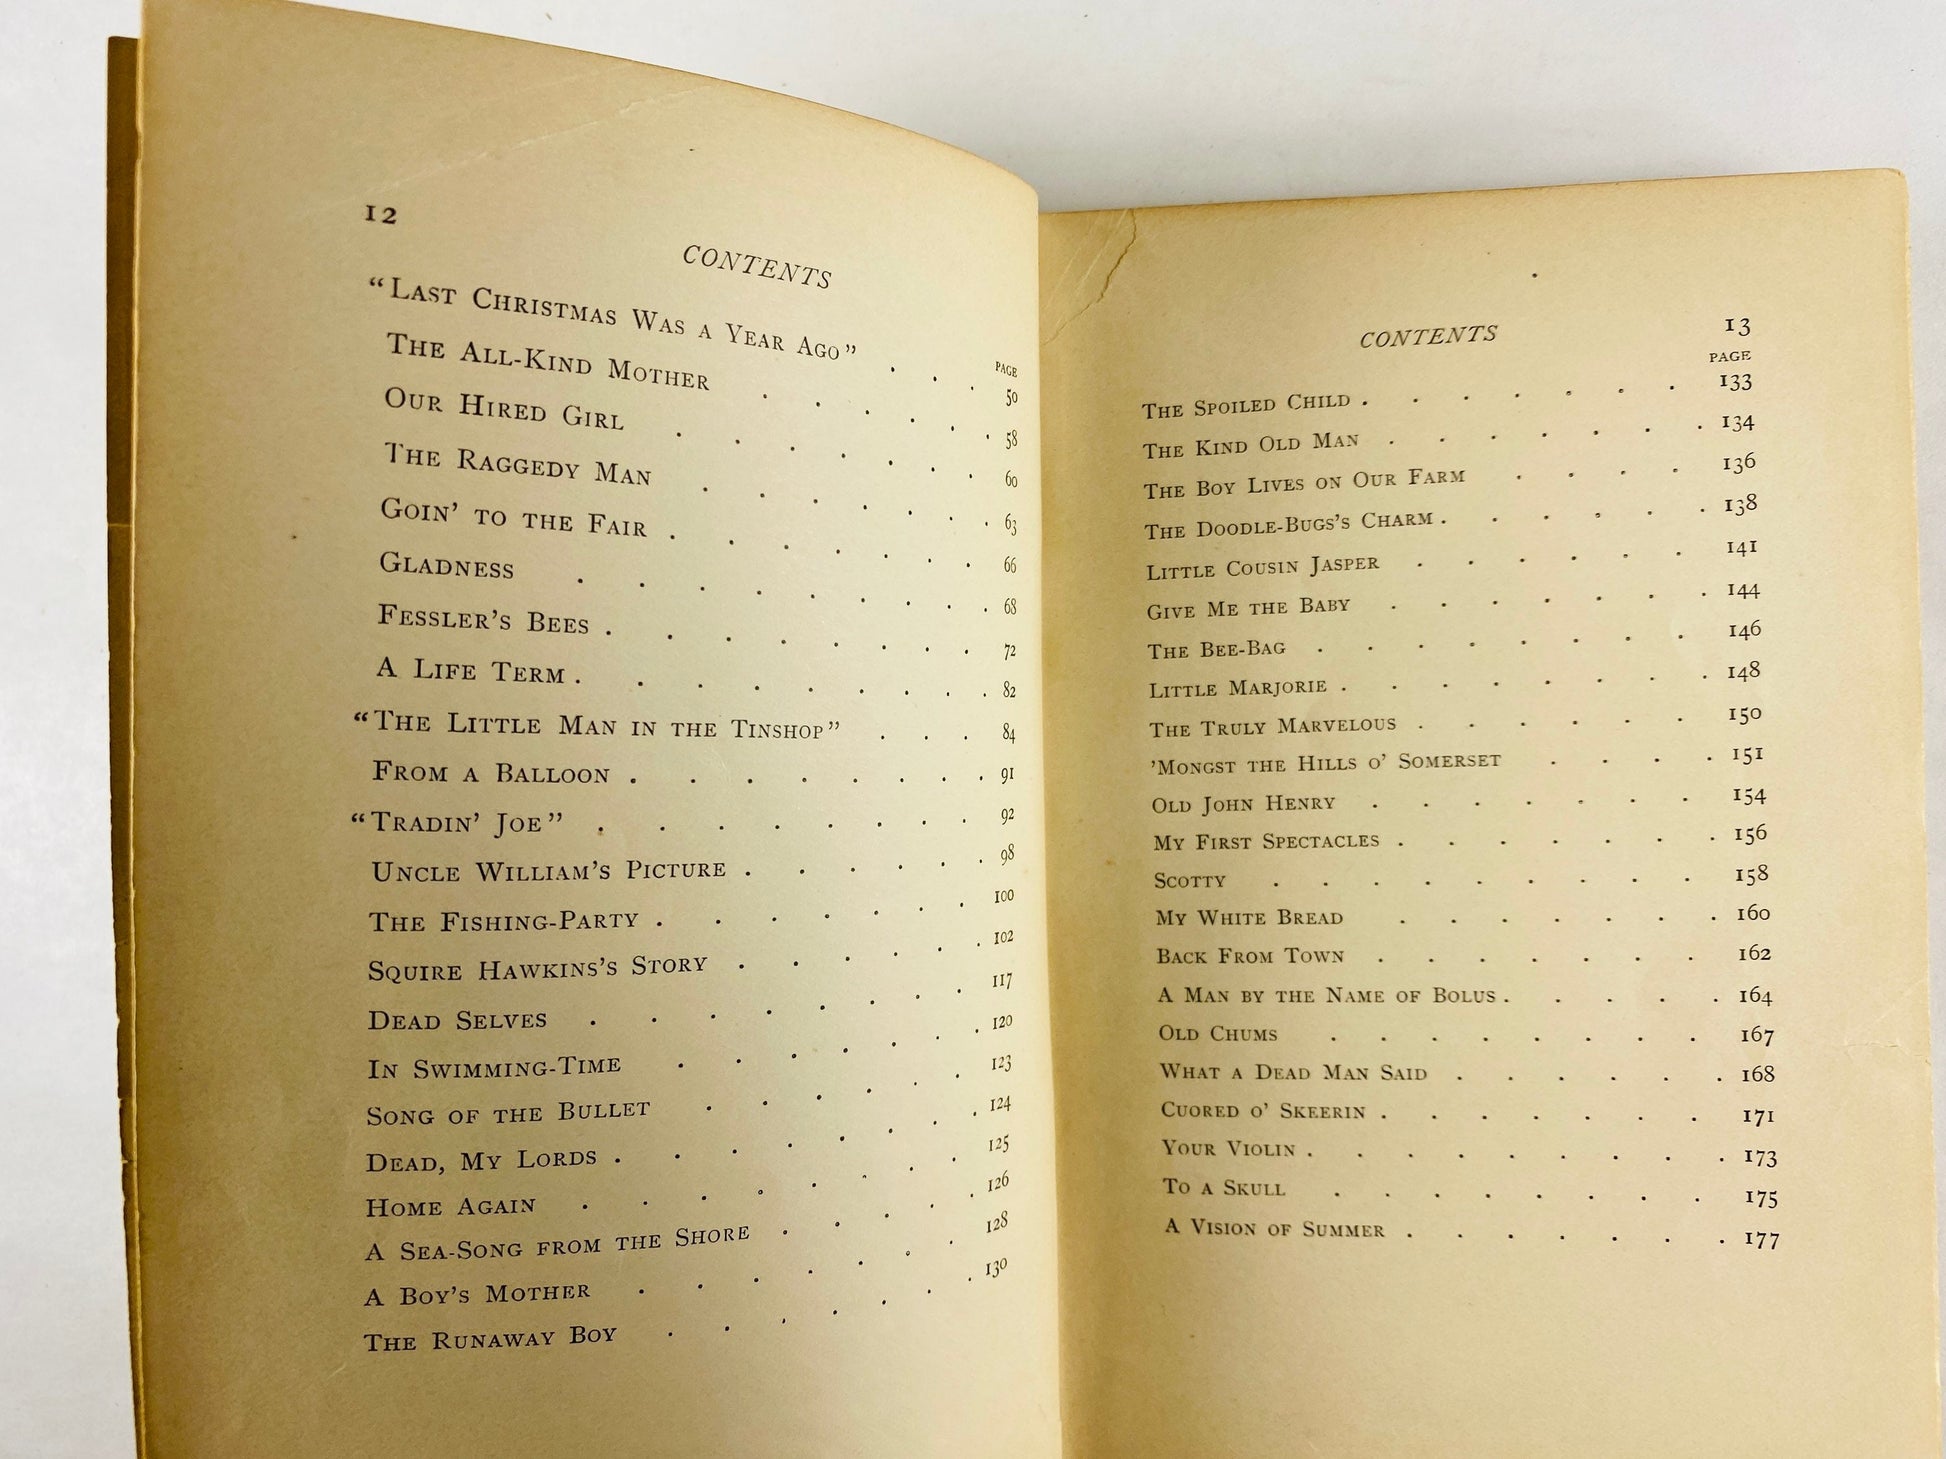 12
CONTENTS
PAGE
“Last Christmas Was a Year Ago” . . . 50
The All-Kind Mother . . . . . . 58
Our Hired Girl . . . . . . 60
The Raggedy Man . . . . . . 63
Goin’ to the Fair . . . . . . 66
Gladness . . . . . . . . 68
Fessler’s Bees . . . . . . . 72
A Life Term . . . . . . . . 82
“The Little Man in the Tinshop” . . . 84
From a Balloon . . . . . . . 91
“Tradin’ Joe” . . . . . . . 92
Uncle William’s Picture . . . . . 98
The Fishing-Party . . . . . . 100
Squire Hawkins’s Story . . . . . 102
Dead Selves . . . . . . . 117
In Swimming-Time . . . . . . 120
Song of the Bullet . . . . . 123
Dead, My Lords . . . . . . . 124
Home Again . . . . . . . 125
A Sea-Song from the Shore . . . . 126
A Boy’s Mother . . . . . . 128
The Runaway Boy . . . . . . 130
CONTENTS 13
PAGE
The Spoiled Child . . . . . . . 133
The Kind Old Man . . . . . . . 134
The Boy Lives on Our Farm . . . . 136
The Doodle-Bugs’s Charm . . . . . . 138
Little Cousin Jasper . . . . . . 141
Give Me the Baby . . . . . . . 144
The Bee-Bag . . . . . . . . 146
Little Marjorie . . . . . . . . 148
The Truly Marvelous . . . . . . 150
’Mongst the Hills o’ Somerset . . . . 151
Old John Henry . . . . . . . 154
My First Spectacles . . . . . . . 156
Scotty . . . . . . . . . 158
My White Bread . . . . . . . 160
Back From Town . . . . . . . 162
A Man by the Name of Bolus . . . . . 164
Old Chums . . . . . . . . 167
What a Dead Man Said . . . . . . 168
Cuored o’ Skeerin . . . . . . . 171
Your Violin . . . . . . . . . 173
To a Skull . . . . . . . . 175
A Vision of Summer . . . . . . . 177